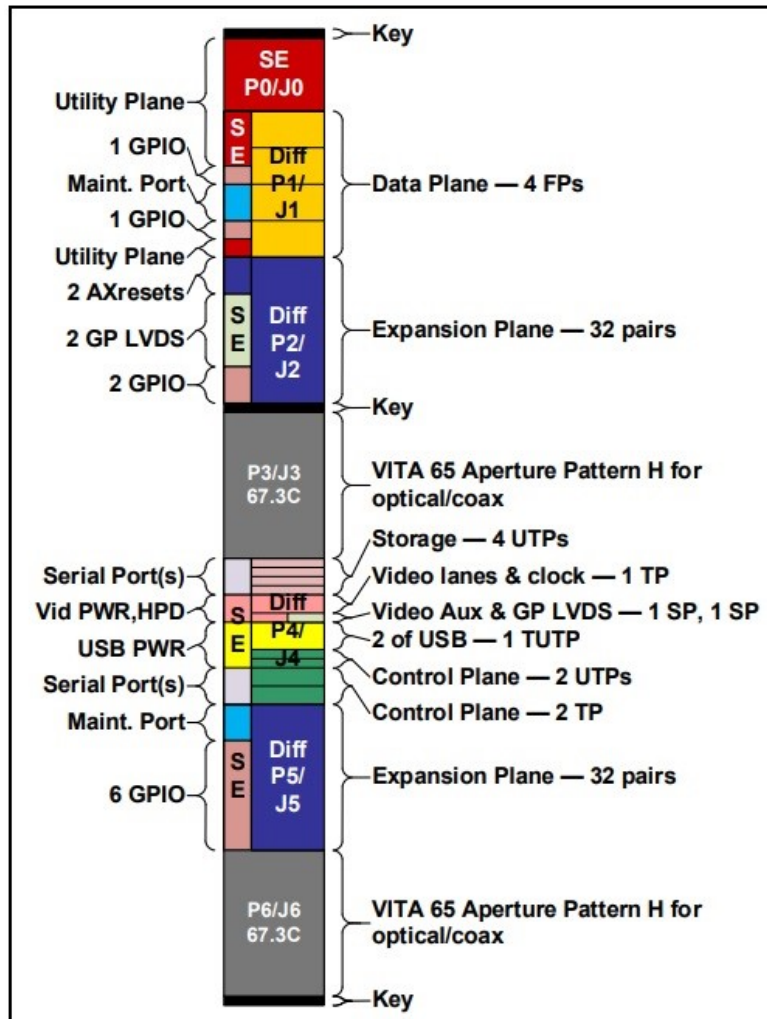 Key
SE
P0/J0
Utility Plane
S
E
1 GPIO
Diff
P1/
J1
Data Plane — 4 FPs
Maint. Port
1 GPIO
Utility Plane
2 AXresets
S
E
Diff
P2/
J2
2 GP LVDS
Expansion Plane — 32 pairs
2 GPIO
Key
P3/J3
67.3C
VITA 65 Aperture Pattern H for
optical/coax
Storage — 4 UTPs
Serial Port(s)
Video lanes & clock — 1 TP
Vid PWR,HPD
S
E
Diff
P4/
J4
Video Aux & GP LVDS — 1 SP, 1 SP
USB PWR
2 of USB — 1 TUTP
Control Plane — 2 UTPs
Serial Port(s)
Control Plane — 2 TP
Maint. Port
S
E
Diff
P5/
J5
Expansion Plane — 32 pairs
6 GPIO
P6/J6
67.3C
VITA 65 Aperture Pattern H for
optical/coax
Key